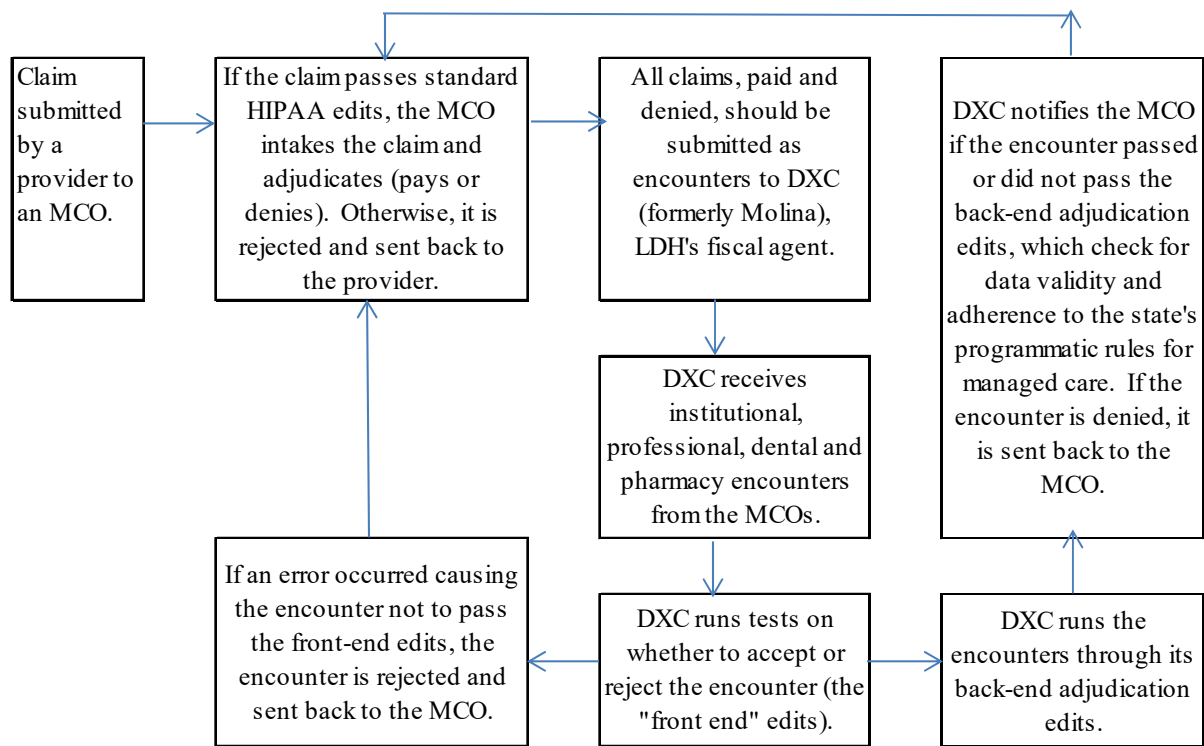 Claim
submitted
by a
provider to
an MCO.
If the claim passes standard
HIPAA edits, the MCO
intakes the claim and
adjudicates (pays or
denies).  Otherwise, it is
rejected and sent back to
the provider.
All claims, paid and
denied, should be
submitted as
encounters to DXC
(formerly Molina),
LDH's fiscal agent.
DXC receives
institutional,
professional, dental and
pharmacy encounters
from the MCOs.
DXC runs tests on
whether to accept or
reject the encounter (the
"front end" edits).
If an error occurred causing
the encounter not to pass
the front-end edits, the
encounter is rejected and
sent back to the MCO.
DXC runs the
encounters through its
back-end adjudication
edits.
DXC notifies the MCO
if the encounter passed
or did not pass the
back-end adjudication
edits, which check for
data validity and
adherence to the state's
programmatic rules for
managed care.  If the
encounter is denied, it
is sent back to the
MCO.